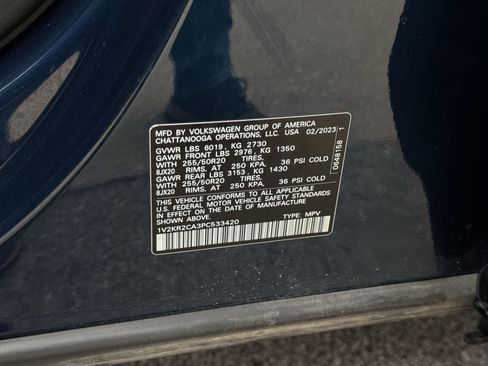 MFD BY VOLKSWAGEN GROUP OF AMERICA
CHATTANOOGA OPERATIONS, LLC. USA 02/2023
GVWR LBS 6019, KG 2730
GAWR FRONT LBS 2976, KG 1350
WITH 255/50R20 TIRES,
8JX20 RIMS, AT 250 KPA, 36 PSI COLD
GAWR REAR LBS 3153, KG 1430
WITH 255/50R20 TIRES,
8JX20 RIMS, AT 250 KPA, 36 PSI COLD
THIS VEHICLE CONFORMS TO ALL APPLICABLE
FEDERAL MOTOR VEHICLE SAFETY STANDARDS
IN EFFECT ON THE DATE OF MANUFACTURE
SHOWN ABOVE
1V2KR2CA3PC533420 TYPE: MPV
0648158 1